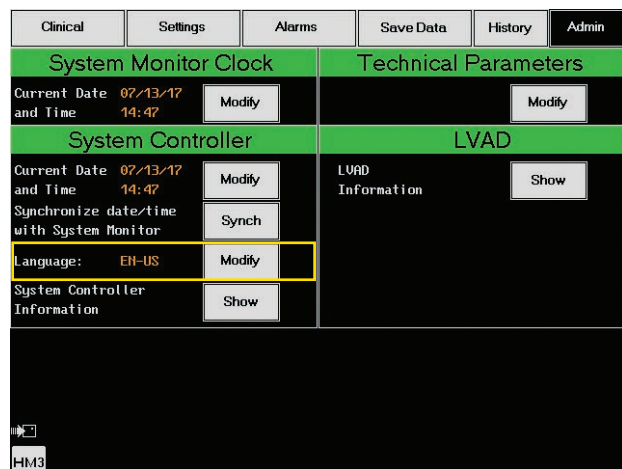 Clinical Settings Alarms Save Data History Admin
System Monitor Clock
Current Date 07/13/17
and Time 14:47
Modify
Technical Parameters
Modify
System Controller
Current Date 07/13/17
and Time 14:47
Modify
Synchronize date/time
with System Monitor
Synch
Language: EN-US
Modify
System Controller
Information
Show
LVAD
LVAD
Information
Show
HM3